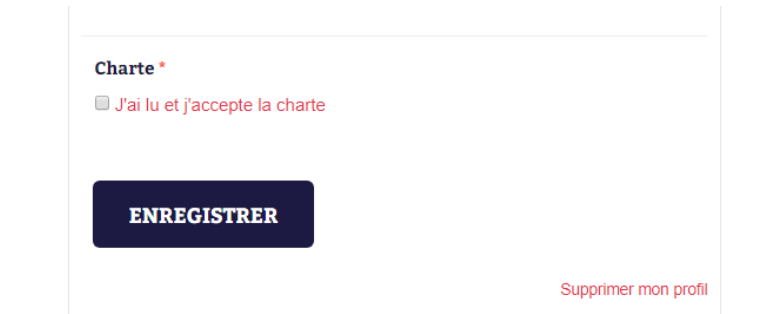 Charte *
J'ai lu et j'accepte la charte
ENREGISTRER
Supprimer mon profil